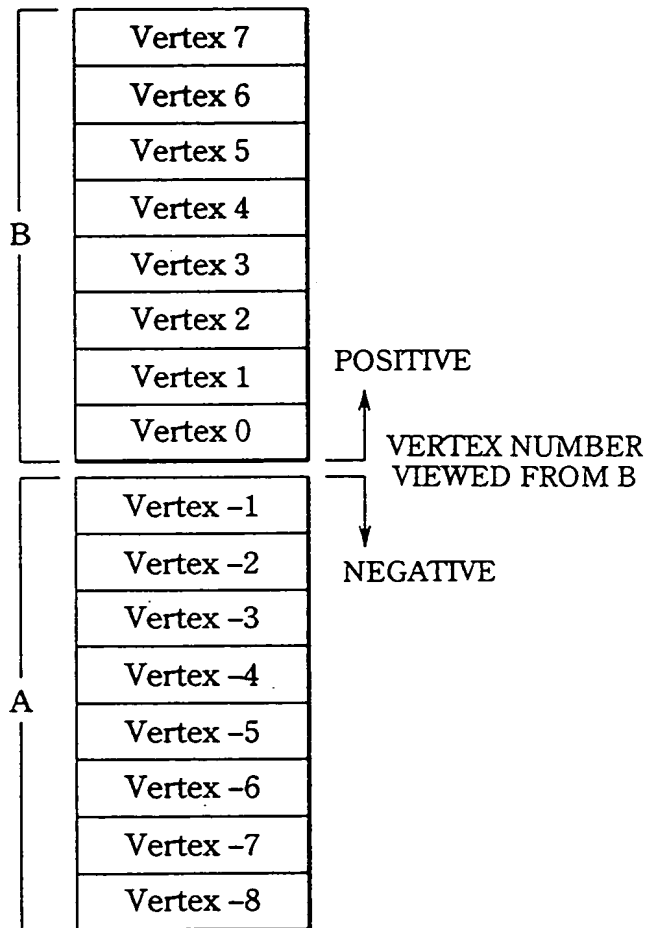 Vertex 7
Vertex 6
Vertex 5
Vertex 4
B
Vertex 3
Vertex 2
Vertex 1
Vertex 0
POSITIVE
VERTEX NUMBER
VIEWED FROM B
NEGATIVE
Vertex –1
Vertex –2
Vertex –3
Vertex –4
A
Vertex –5
Vertex –6
Vertex –7
Vertex –8